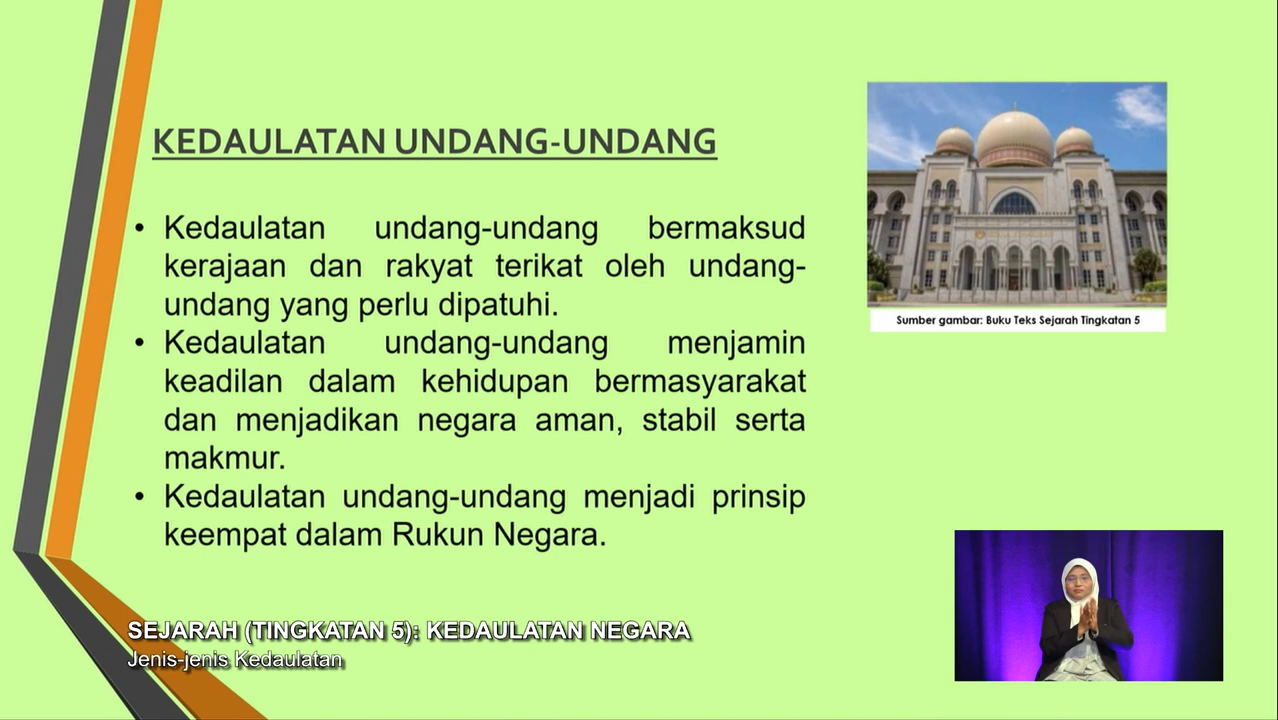 KEDAULATAN UNDANG-UNDANG
• Kedaulatan undang-undang bermaksud
kerajaan dan rakyat terikat oleh undang-
undang yang perlu dipatuhi.
• Kedaulatan undang-undang menjamin
keadilan dalam kehidupan bermasyarakat
dan menjadikan negara aman, stabil serta
makmur.
• Kedaulatan undang-undang menjadi prinsip
keempat dalam Rukun Negara.
Sumber gambar: Buku Teks Sejarah Tingkatan 5
SEJARAH (TINGKATAN 5): KEDAULATAN NEGARA
Jenis-jenis Kedaulatan